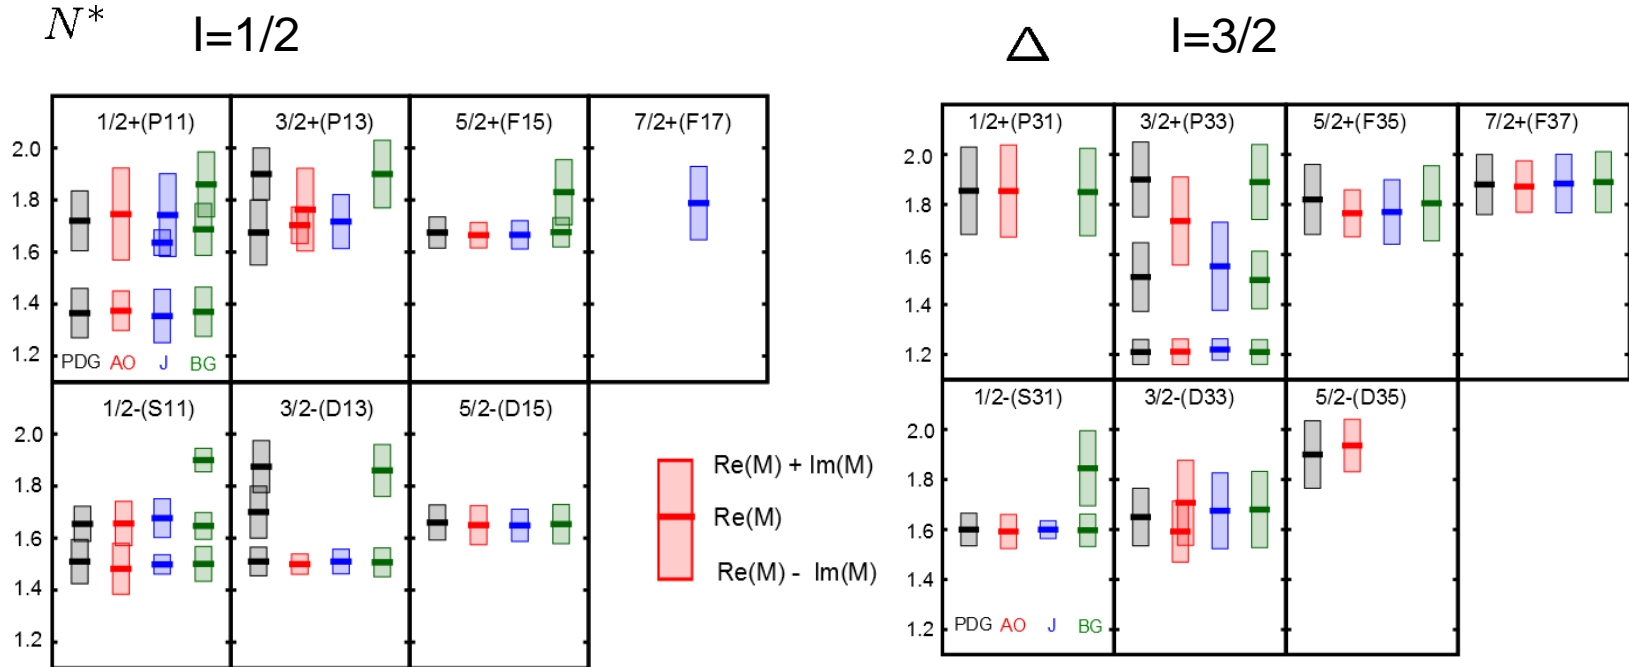 N* I=1/2
1/2+(P11) 3/2+(P13) 5/2+(F15) 7/2+(F17)
2.0
1.8
1.6
1.4
1.2
PDG AO J BG
1/2-(S11) 3/2-(D13) 5/2-(D15)
2.0
1.8
1.6
1.4
1.2
Re(M) + Im(M)
Re(M)
Re(M) - Im(M)
Δ I=3/2
1/2+(P31) 3/2+(P33) 5/2+(F35) 7/2+(F37)
2.0
1.8
1.6
1.4
1.2
1/2-(S31) 3/2-(D33) 5/2-(D35)
2.0
1.8
1.6
1.4
1.2
PDG AO J BG